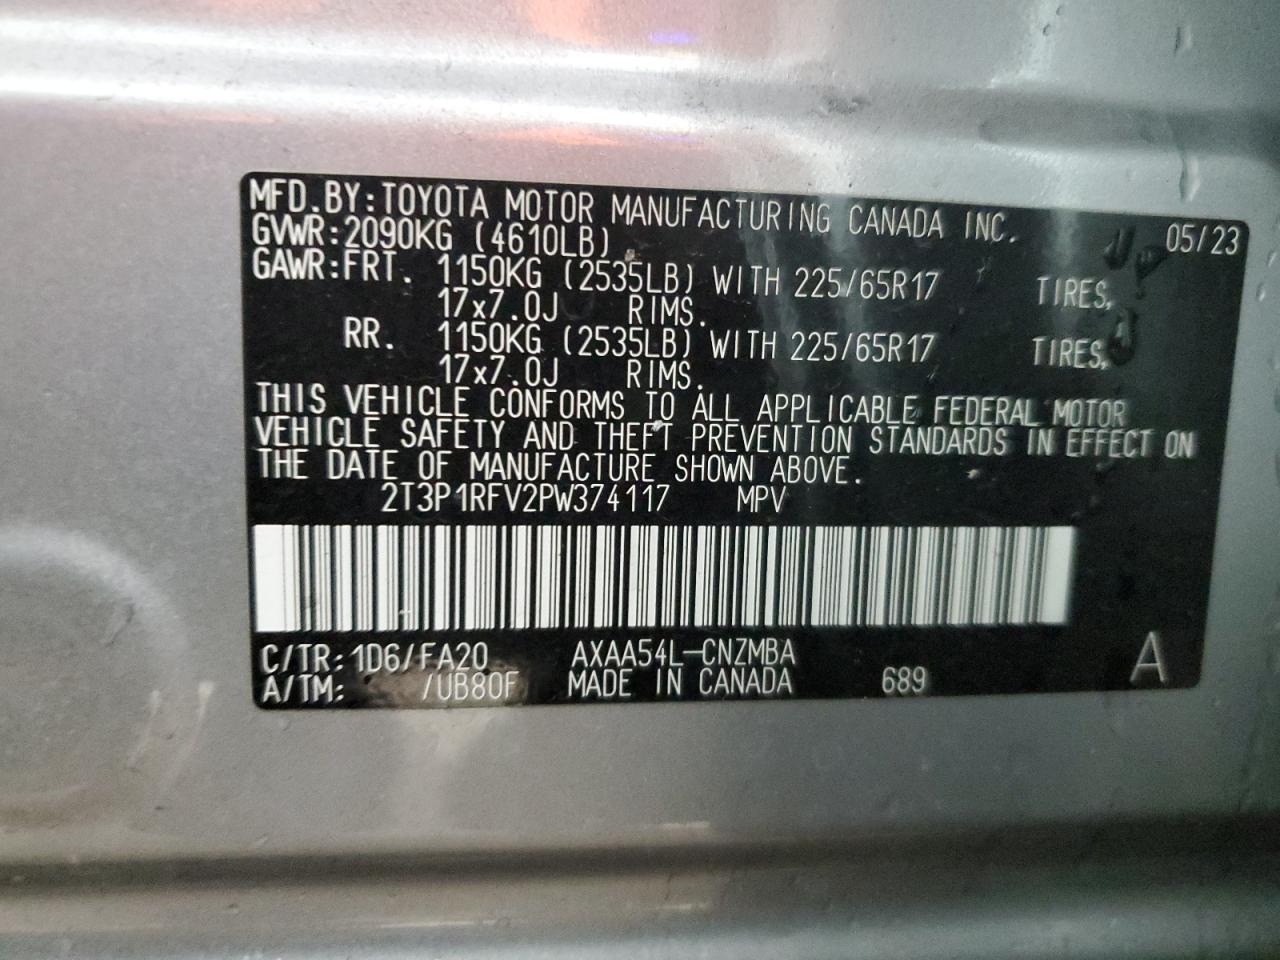 MFD.BY:TOYOTA MOTOR MANUFACTURING CANADA INC. 05/23
GVWR:2090KG (4610LB)
GAWR:FRT. 1150KG (2535LB) WITH 225/65R17 TIRES,
17x7.0J RIMS.
RR. 1150KG (2535LB) WITH 225/65R17 TIRES,
17x7.0J RIMS.
THIS VEHICLE CONFORMS TO ALL APPLICABLE FEDERAL MOTOR
VEHICLE SAFETY AND THEFT PREVENTION STANDARDS IN EFFECT ON
THE DATE OF MANUFACTURE SHOWN ABOVE.
2T3P1RFV2PW374117 MPV
C/TR:1D6/FA20 AXAA54L-CNZMBA A
A/TM: /UB80F MADE IN CANADA 689